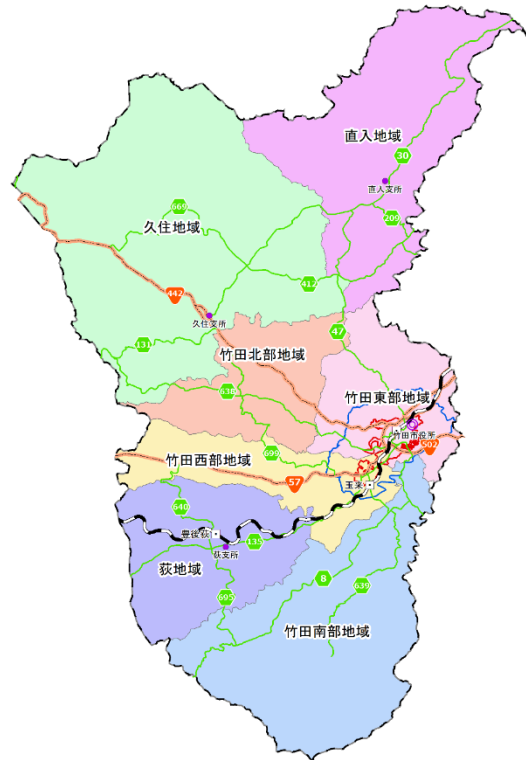 直入地域
30
直入支所
209
669
久住地域
412
442
久住支所
47
131
竹田北部地域
638
竹田東部地域
竹田市役所
502
699
竹田西部地域
57
玉来
640
豊後荻
135
荻支所
荻地域
8
639
695
竹田南部地域